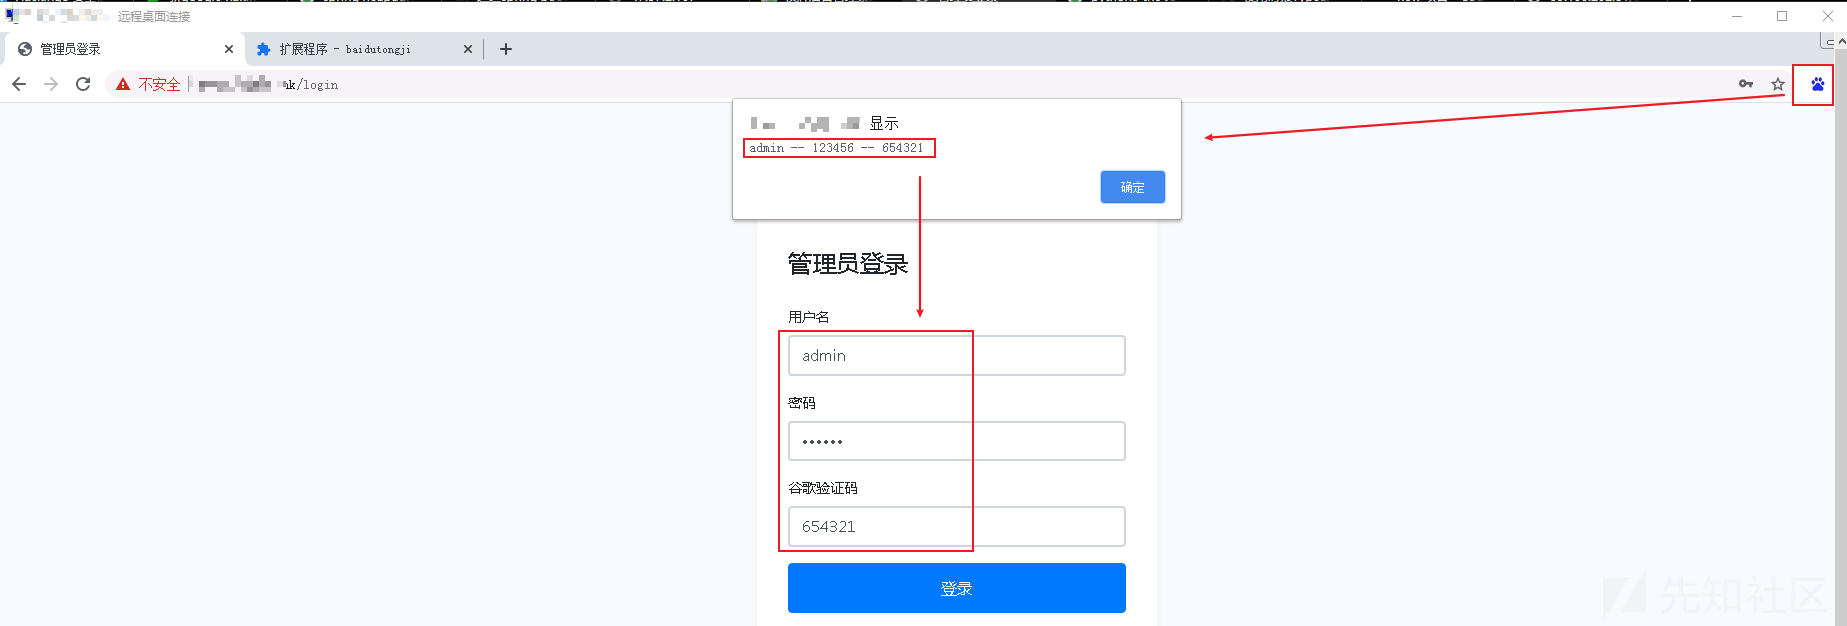 远程桌面连接
管理员登录
扩展程序 - baidutongji
不安全
k/login
显示
admin -- 123456 -- 654321
确定
管理员登录
用户名
admin
密码
••••••
谷歌验证码
654321
登录
先知社区